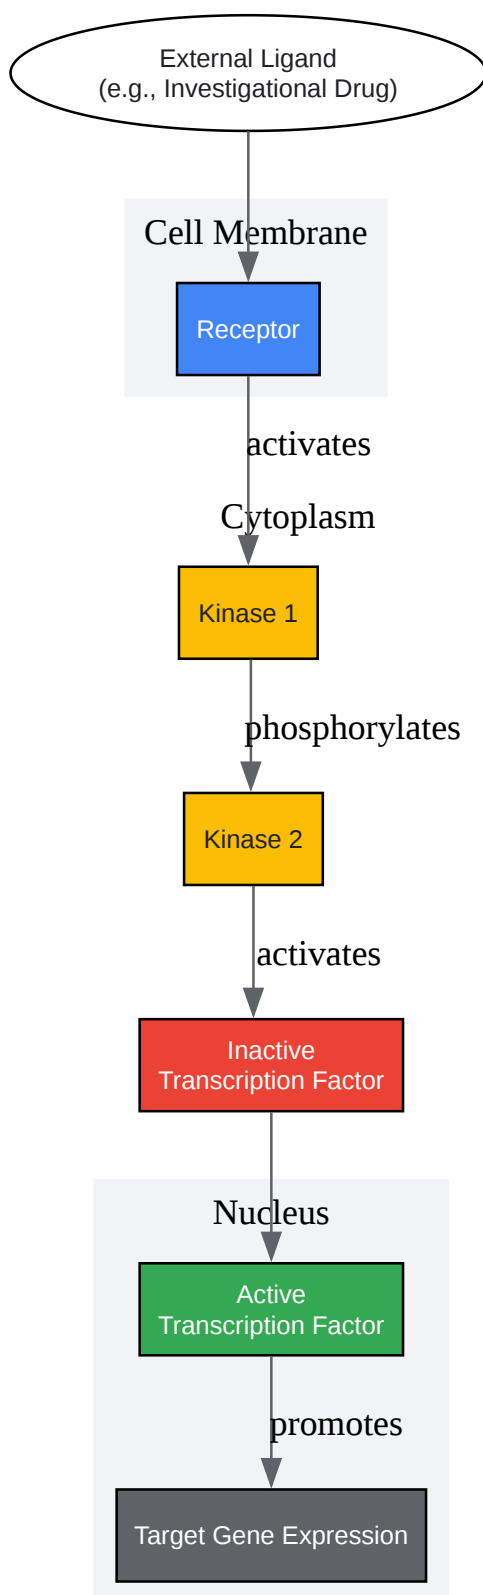 External Ligand
(e.g., Investigational Drug)
Cell Membrane
Receptor
activates
Cytoplasm
Kinase 1
phosphorylates
Kinase 2
activates
Inactive
Transcription Factor
Nucleus
Active
Transcription Factor
promotes
Target Gene Expression